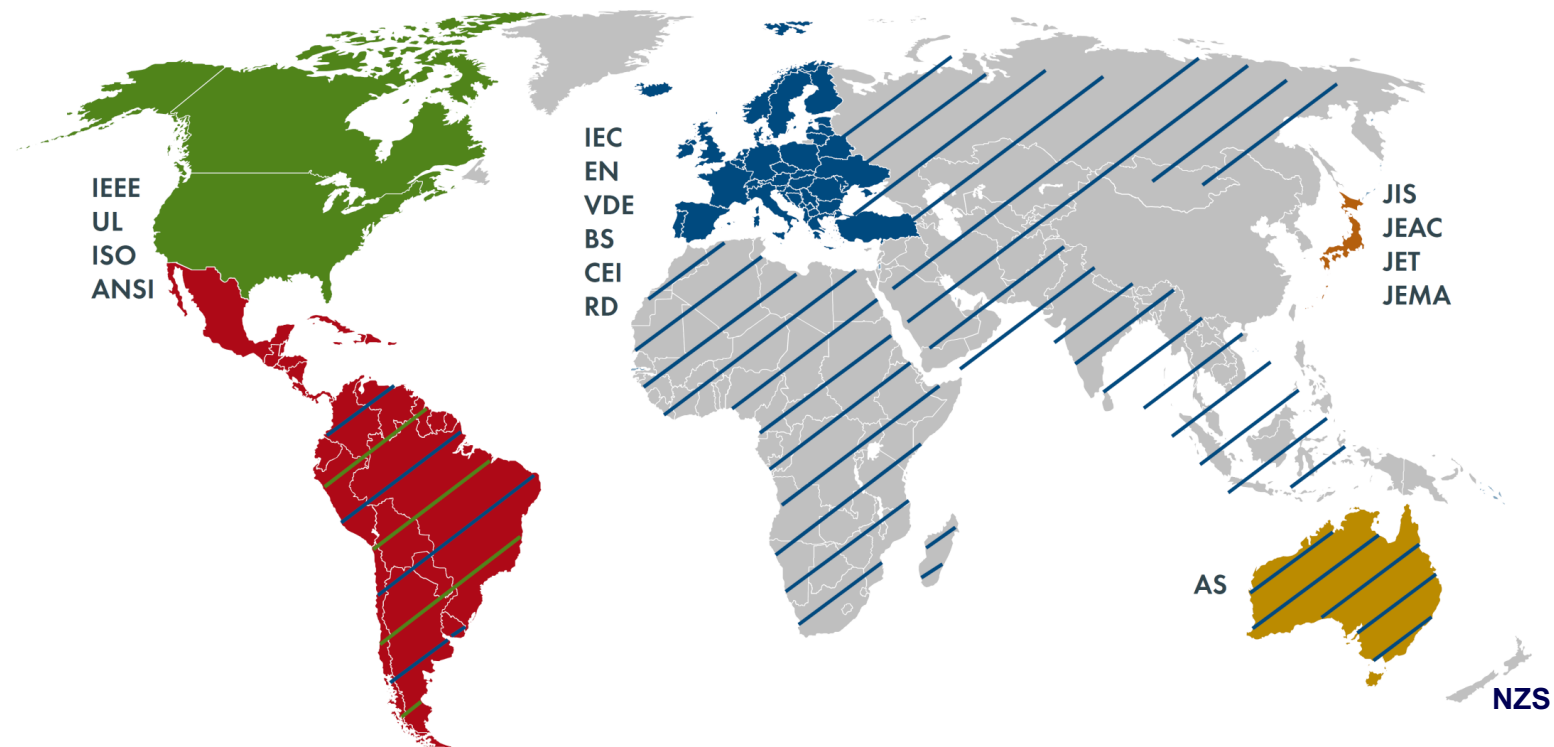 IEEE
UL
ISO
ANSI
IEC
EN
VDE
BS
CEI
RD
JIS
JEAC
JET
JEMA
AS
NZS